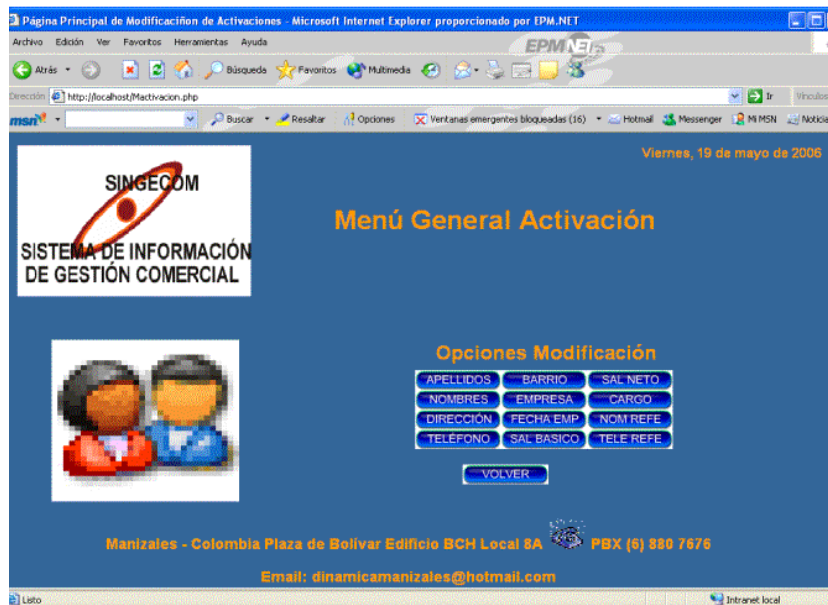 Página Principal de Modificaciñon de Activaciones - Microsoft Internet Explorer proporcionado por EPM.NET
Archivo Edición Ver Favoritos Herramientas Ayuda
EPMNET
Atrás Búsqueda Favoritos Multimedia
Dirección http://localhost/Mactivacion.php Ir Vínculos
msn Buscar Resaltar Opciones Ventanas emergentes bloqueadas (16) Hotmail Messenger Mi MSN Noticia
Viernes, 19 de mayo de 2006
SINGECOM
SISTEMA DE INFORMACIÓN
DE GESTIÓN COMERCIAL
Menú General Activación
Opciones Modificación
APELLIDOS BARRIO SAL NETO
NOMBRES EMPRESA CARGO
DIRECCIÓN FECHA EMP NOM REFE
TELÉFONO SAL BASICO TELE REFE
VOLVER
Manizales - Colombia Plaza de Bolívar Edificio BCH Local 8A PBX (6) 880 7676
Email: dinamicamanizales@hotmail.com
Listo Intranet local